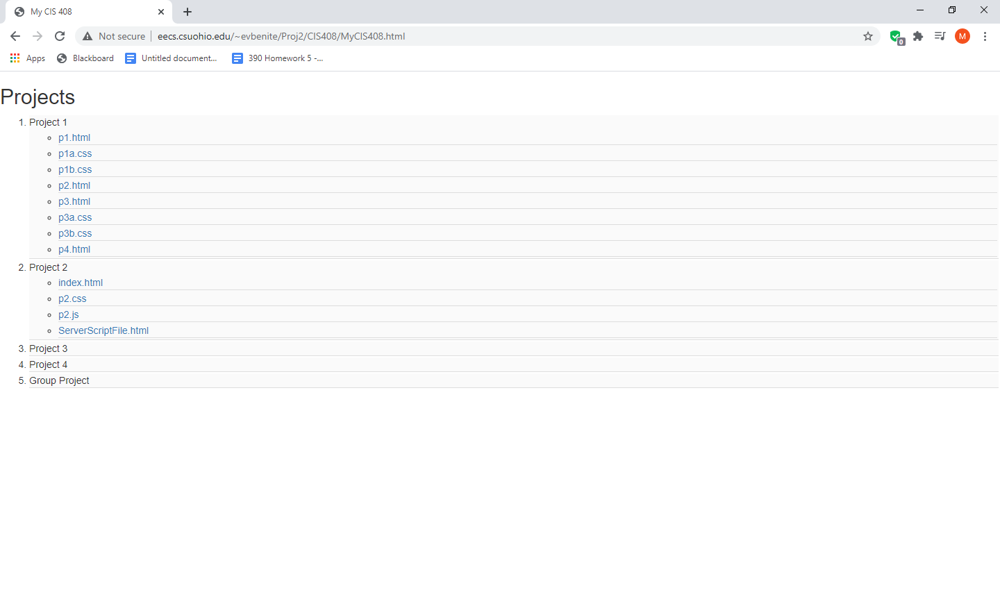 My CIS 408
Not secure eecs.csuohio.edu/~evbenite/Proj2/CIS408/MyCIS408.html
0
M
Apps Blackboard Untitled document... 390 Homework 5 -...
Projects
1. Project 1
p1.html
p1a.css
p1b.css
p2.html
p3.html
p3a.css
p3b.css
p4.html
2. Project 2
index.html
p2.css
p2.js
ServerScriptFile.html
3. Project 3
4. Project 4
5. Group Project